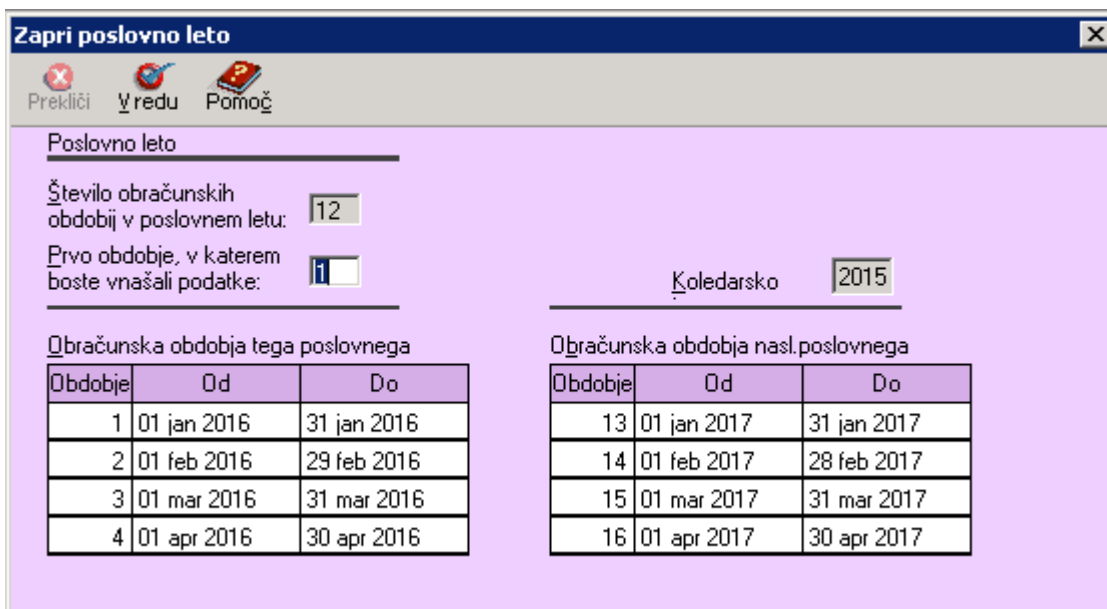 Zapri poslovno leto
Prekliči V redu Pomoč
Poslovno leto
Število obračunskih
obdobij v poslovnem letu: 12
Prvo obdobje, v katerem
boste vnašali podatke: 1
Koledarsko 2015
Obračunska obdobja tega poslovnega
Obdobje Od Do
1 01 jan 2016 31 jan 2016
2 01 feb 2016 29 feb 2016
3 01 mar 2016 31 mar 2016
4 01 apr 2016 30 apr 2016
Obračunska obdobja nasl.poslovnega
Obdobje Od Do
13 01 jan 2017 31 jan 2017
14 01 feb 2017 28 feb 2017
15 01 mar 2017 31 mar 2017
16 01 apr 2017 30 apr 2017